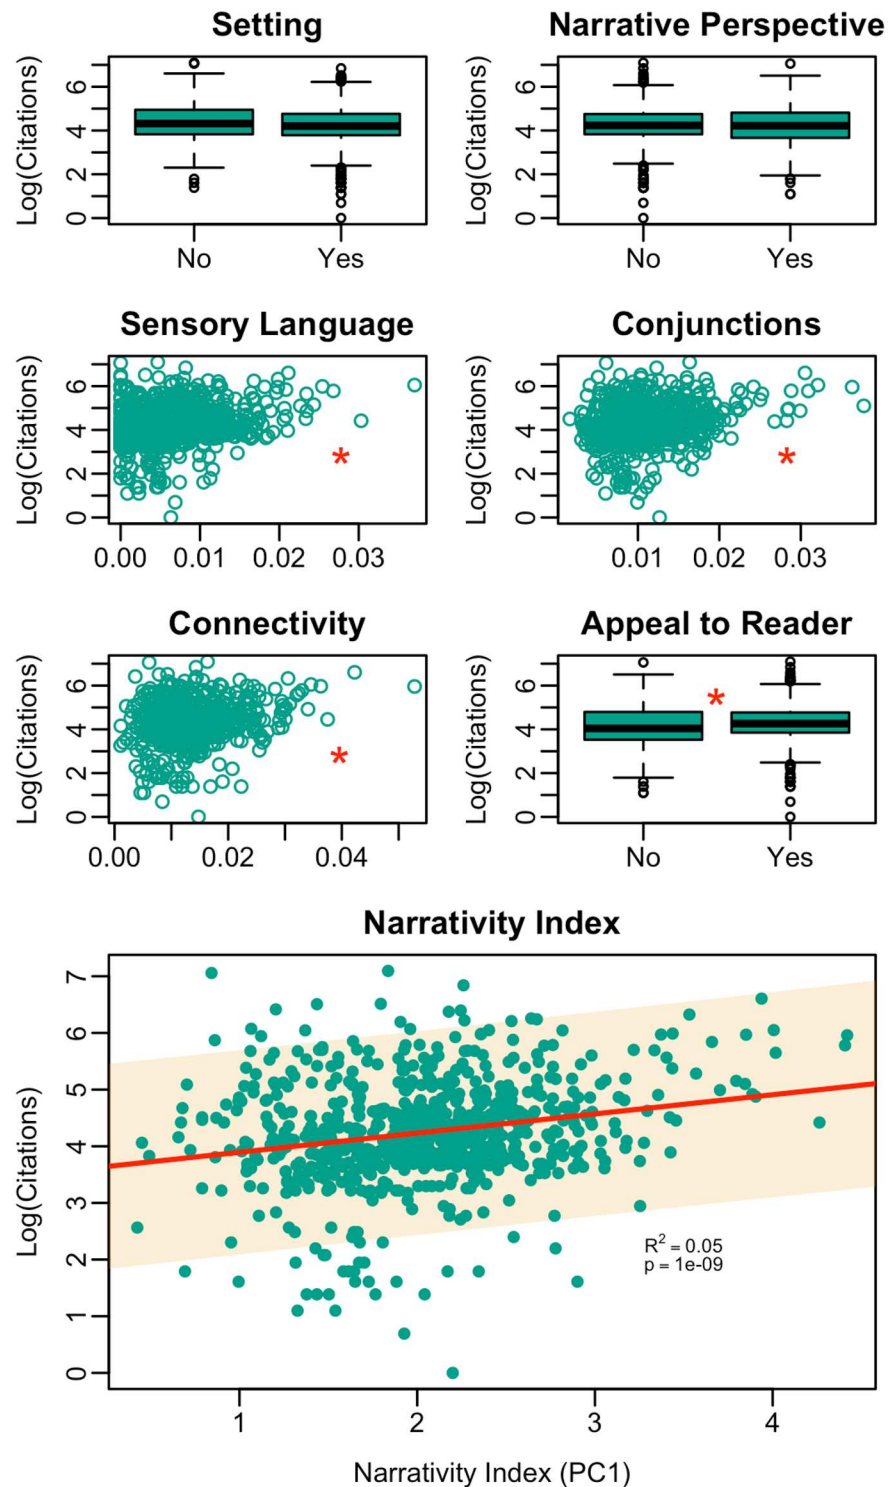 Setting
Narrative Perspective
Log(Citations)
0 2 4 6
No Yes
Log(Citations)
0 2 4 6
No Yes
Sensory Language
Conjunctions
Log(Citations)
0 2 4 6
*
0.00 0.01 0.02 0.03
Log(Citations)
0 2 4 6
*
0.01 0.02 0.03
Connectivity
Appeal to Reader
Log(Citations)
0 2 4 6
*
0.00 0.02 0.04
Log(Citations)
0 2 4 6
*
No Yes
Narrativity Index
Log(Citations)
0 1 2 3 4 5 6 7
R² = 0.05
p = 1e-09
1 2 3 4
Narrativity Index (PC1)